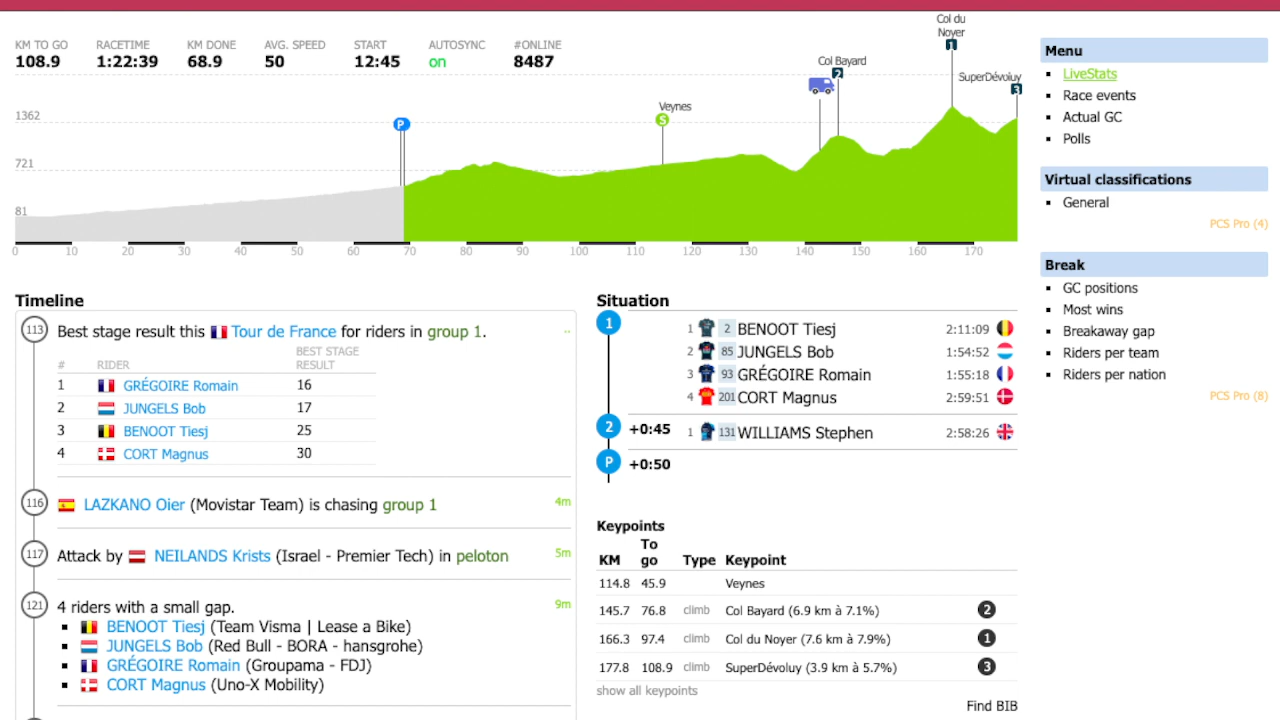 KM TO GO RACETIME KM DONE AVG. SPEED START AUTOSYNC #ONLINE
108.9 1:22:39 68.9 50 12:45 on 8487
Col du
Noyer
1
Col Bayard
2
SuperDévoluy
3
Veynes
S
P
1362
721
81
0 10 20 30 40 50 60 70 80 90 100 110 120 130 140 150 160 170
Menu
LiveStats
Race events
Actual GC
Polls
Virtual classifications
General
PCS Pro (4)
Break
GC positions
Most wins
Breakaway gap
Riders per team
Riders per nation
PCS Pro (8)
Timeline
113 Best stage result this Tour de France for riders in group 1.
# RIDER BEST STAGE
RESULT
1 GRÉGOIRE Romain 16
2 JUNGELS Bob 17
3 BENOOT Tiesj 25
4 CORT Magnus 30
116 LAZKANO Oier (Movistar Team) is chasing group 1 4m
117 Attack by NEILANDS Krists (Israel - Premier Tech) in peloton 5m
121 4 riders with a small gap. 9m
BENOOT Tiesj (Team Visma | Lease a Bike)
JUNGELS Bob (Red Bull - BORA - hansgrohe)
GRÉGOIRE Romain (Groupama - FDJ)
CORT Magnus (Uno-X Mobility)
Situation
1
1 2 BENOOT Tiesj 2:11:09
2 85 JUNGELS Bob 1:54:52
3 93 GRÉGOIRE Romain 1:55:18
4 201 CORT Magnus 2:59:51
2 +0:45 1 131 WILLIAMS Stephen 2:58:26
P +0:50
Keypoints
KM To
go Type Keypoint
114.8 45.9 Veynes
145.7 76.8 climb Col Bayard (6.9 km à 7.1%) 2
166.3 97.4 climb Col du Noyer (7.6 km à 7.9%) 1
177.8 108.9 climb SuperDévoluy (3.9 km à 5.7%) 3
show all keypoints
Find BIB